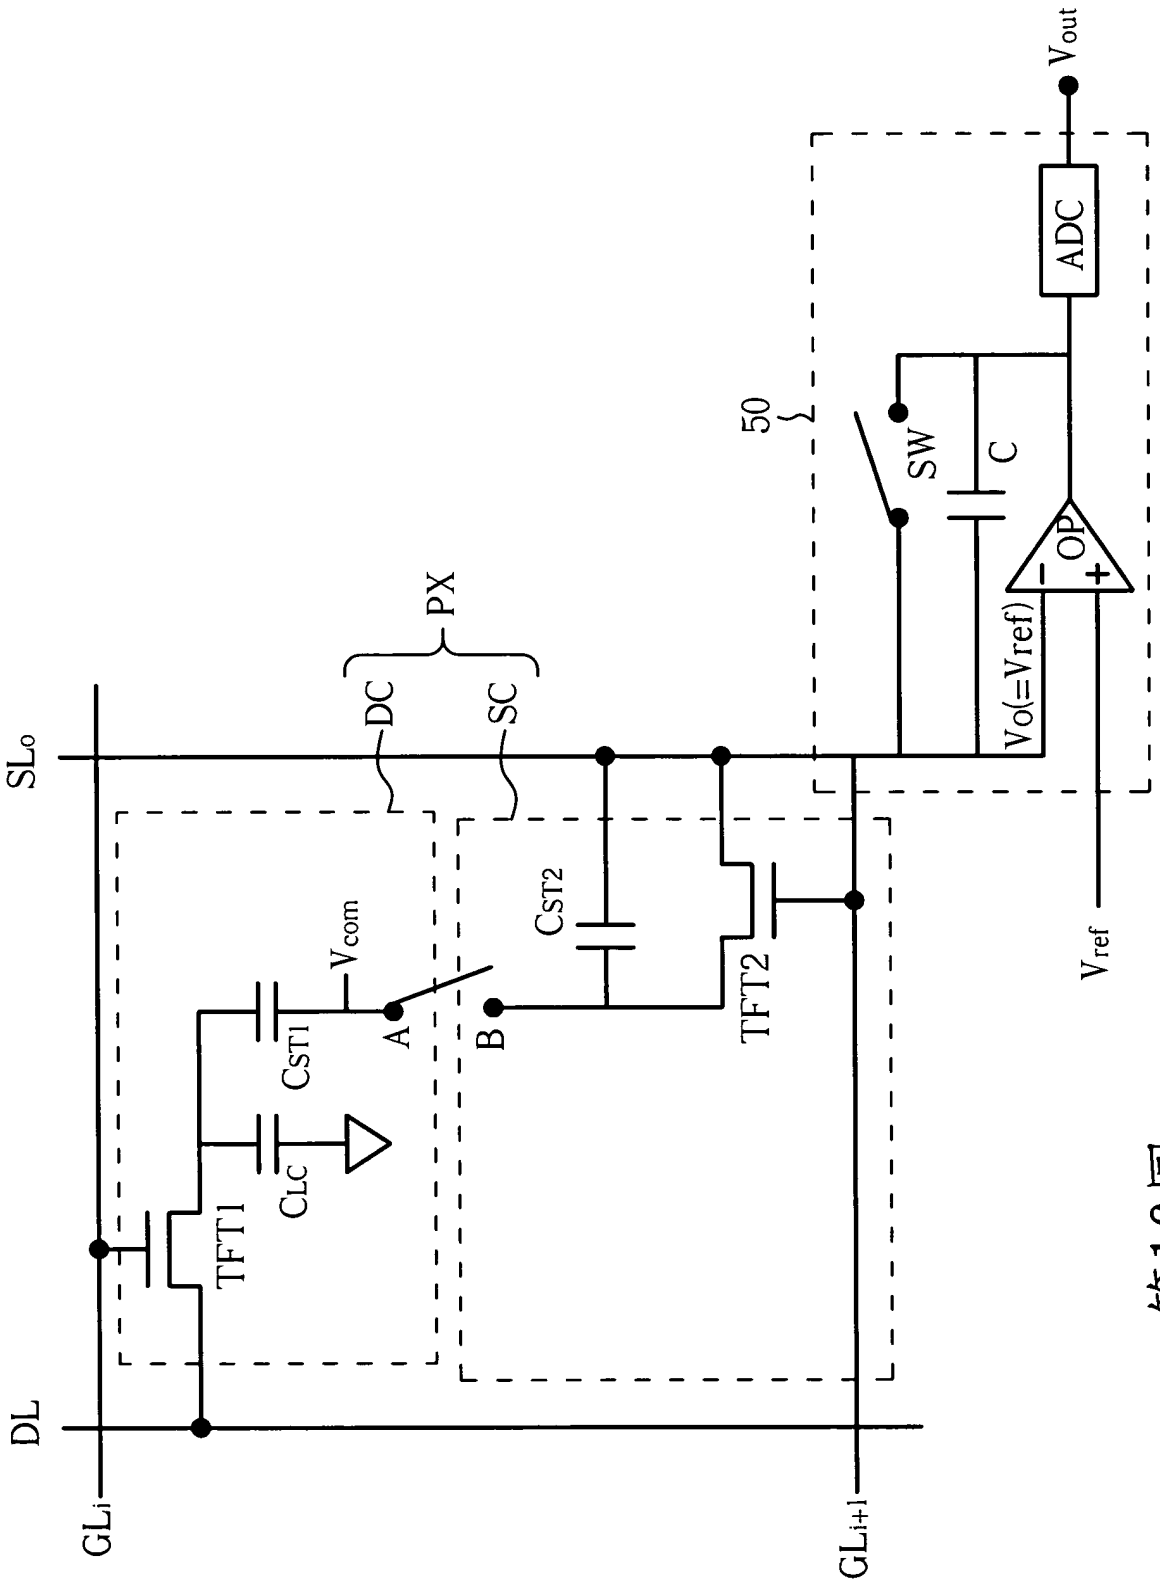 DL
SLo
GLi
TFT1
CLC
CST1
Vcom
A
DC
PX
SC
B
CST2
TFT2
GLi+1
50
SW
C
Vo(=Vref)
OP
−
+
ADC
Vout
Vref